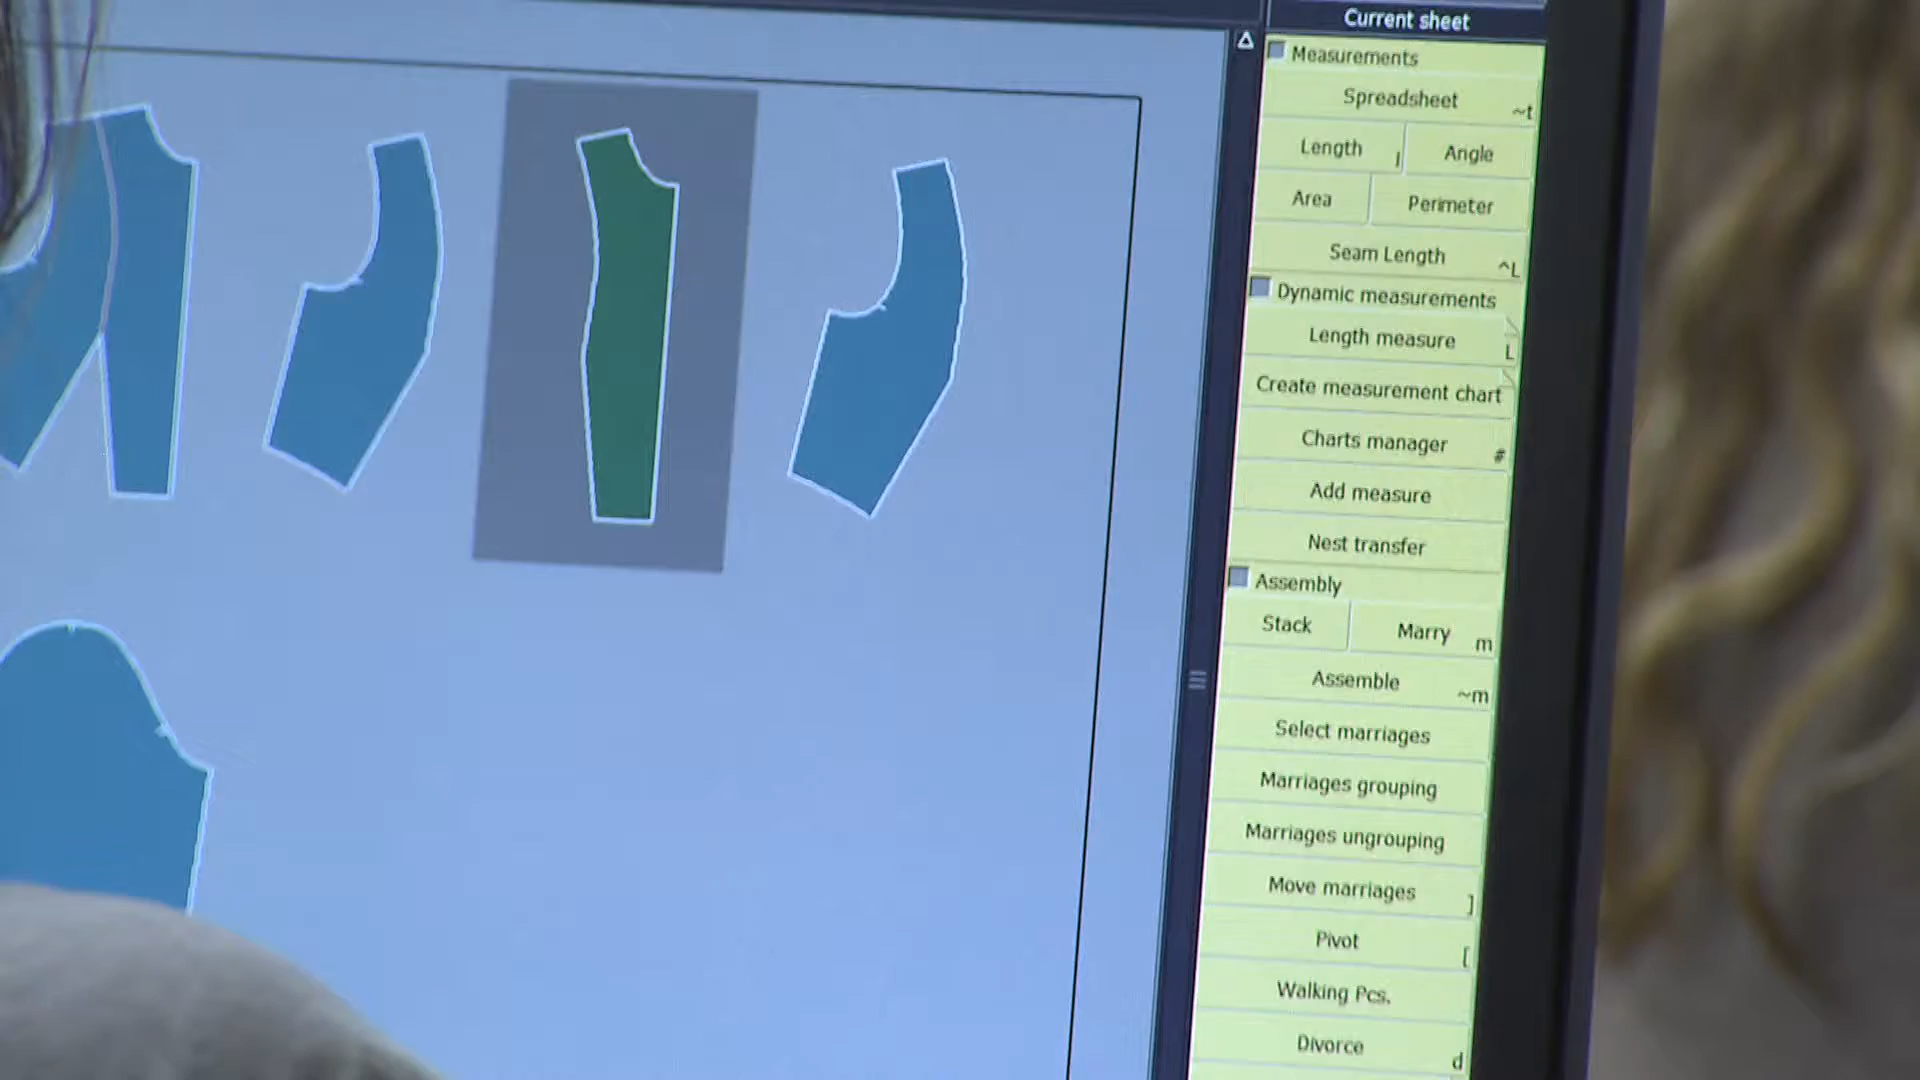 Current sheet
Measurements
Spreadsheet ~t
Length l Angle
Area Perimeter
Seam Length ^L
Dynamic measurements
Length measure L
Create measurement chart
Charts manager #
Add measure
Nest transfer
Assembly
Stack Marry m
Assemble ~m
Select marriages
Marriages grouping
Marriages ungrouping
Move marriages ]
Pivot [
Walking Pcs.
Divorce d